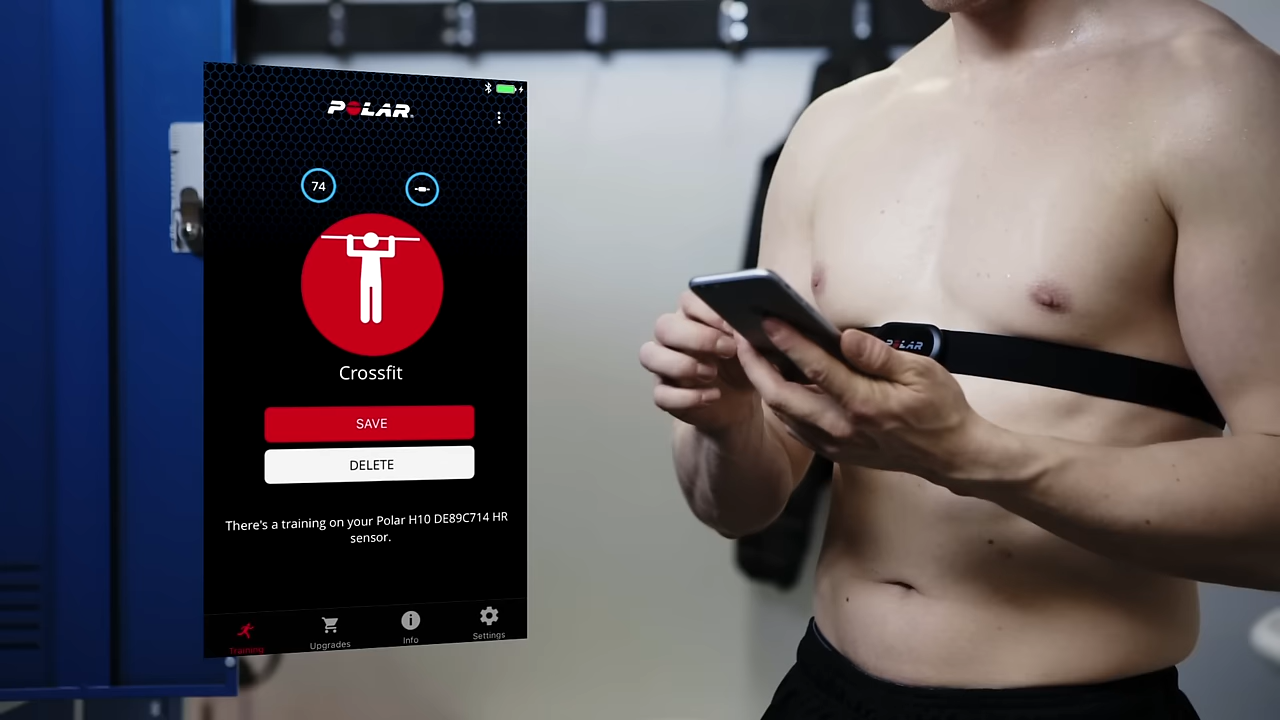 POLAR
74
Crossfit
SAVE
DELETE
There's a training on your Polar H10 DE89C714 HR
sensor.
Training
Upgrades
Info
Settings
POLAR